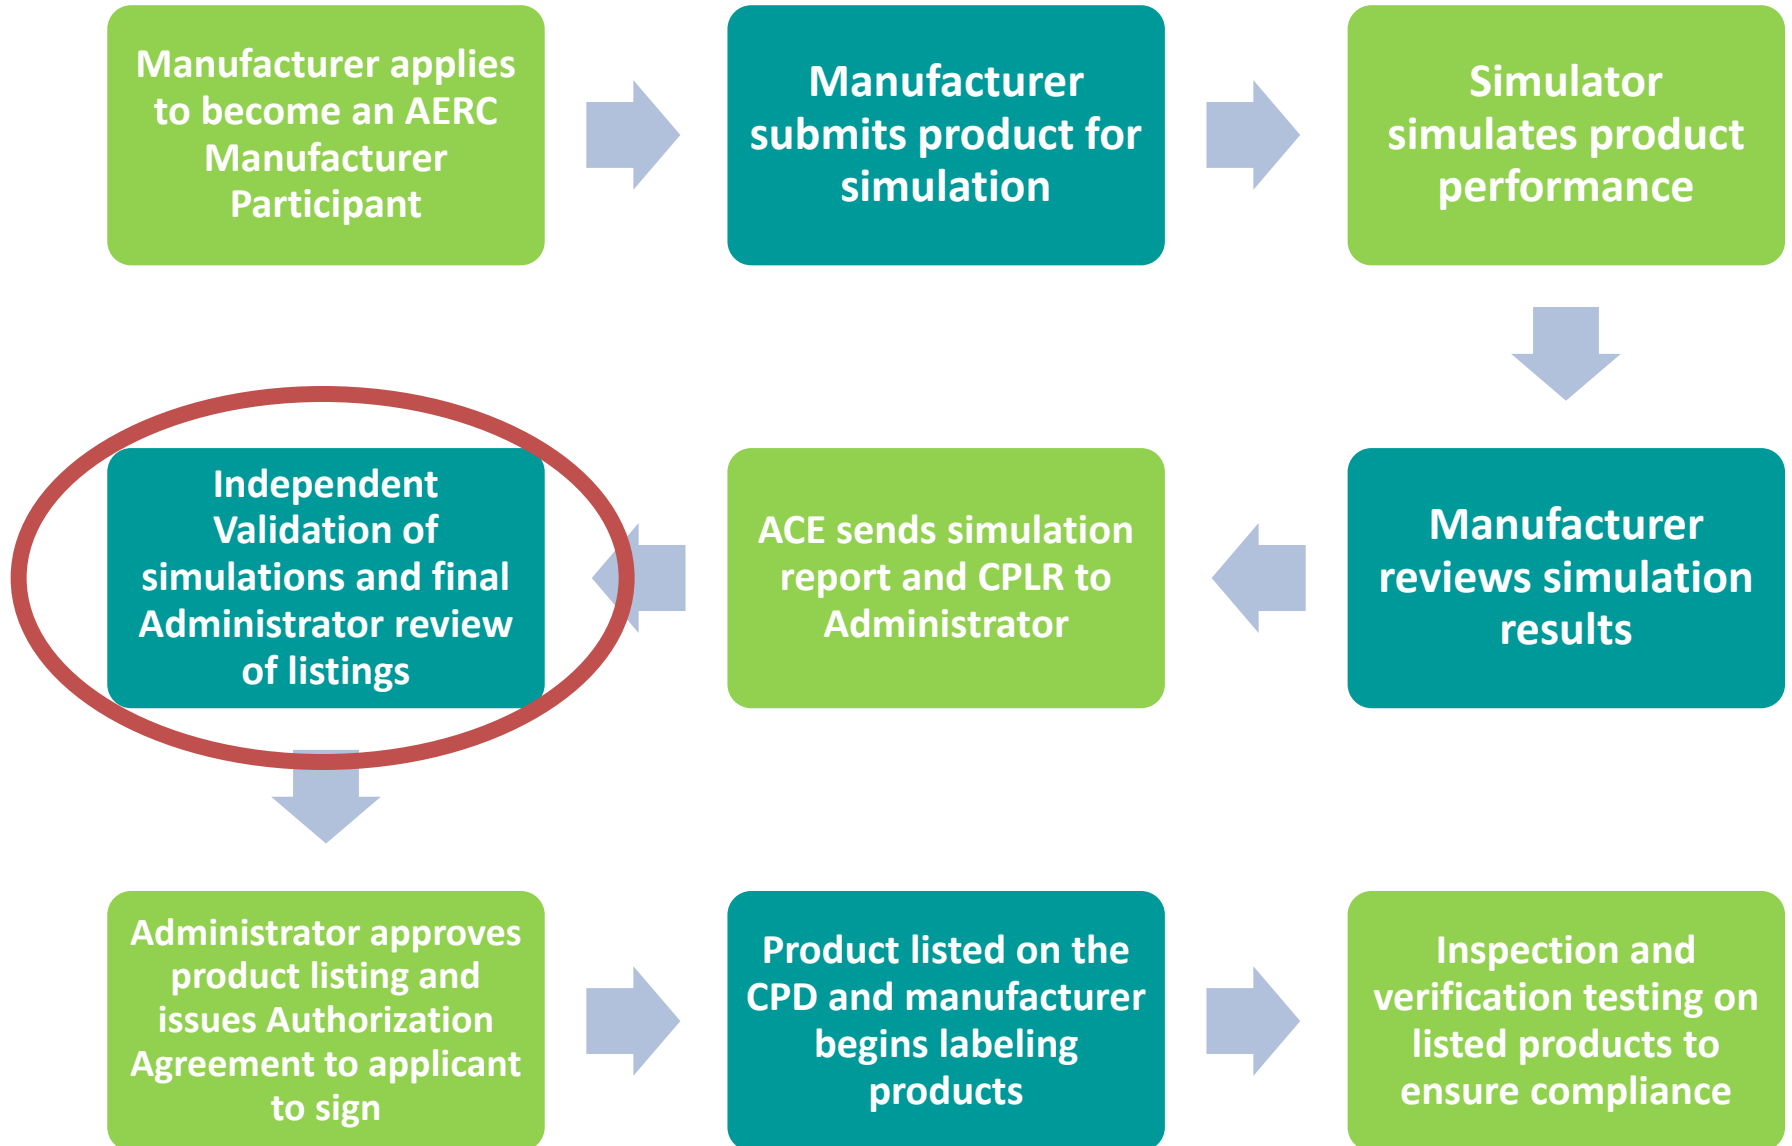 Manufacturer applies
to become an AERC
Manufacturer
Participant
Manufacturer
submits product for
simulation
Simulator
simulates product
performance
Manufacturer
reviews simulation
results
ACE sends simulation
report and CPLR to
Administrator
Independent
Validation of
simulations and final
Administrator review
of listings
Administrator approves
product listing and
issues Authorization
Agreement to applicant
to sign
Product listed on the
CPD and manufacturer
begins labeling
products
Inspection and
verification testing on
listed products to
ensure compliance